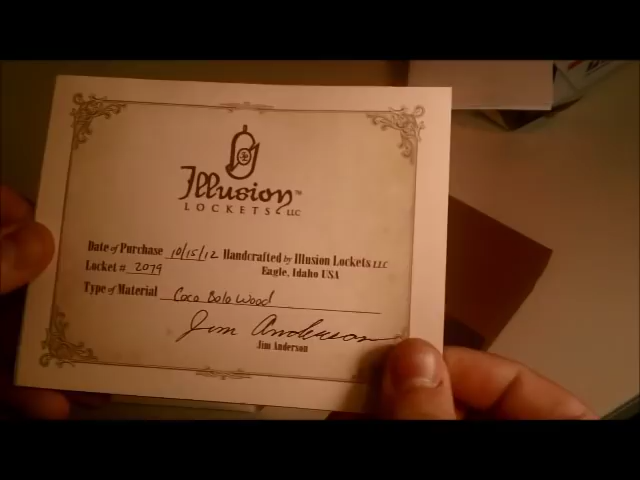 Illusion™
LOCKETS LLC
Date of Purchase 10/15/12 Handcrafted by Illusion Lockets LLC
Locket # 2079 Eagle, Idaho USA
Type of Material Coco Bolo Wood
Jim Anderson
Jim Anderson